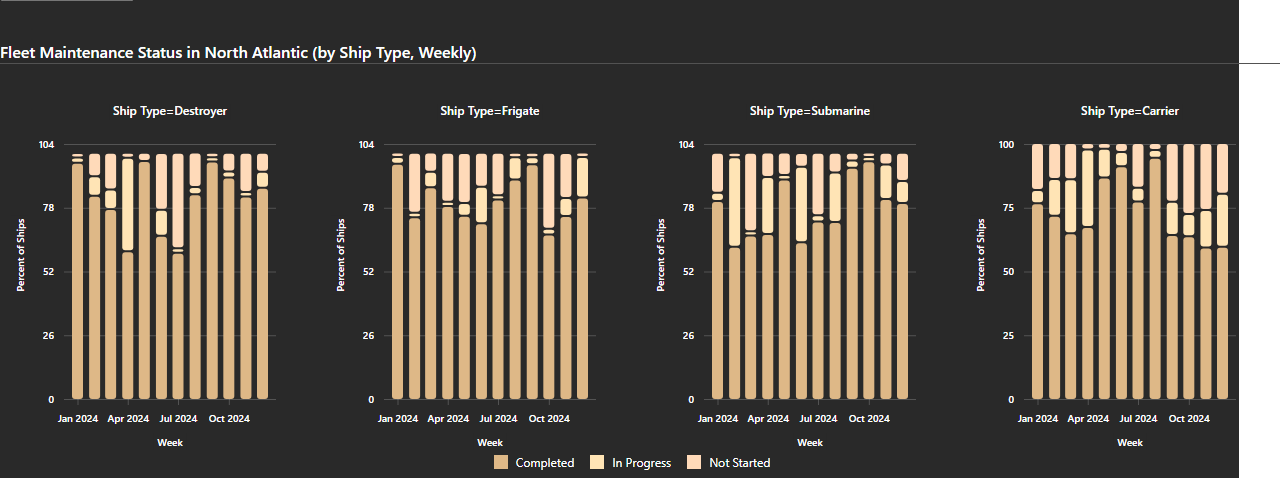 Fleet Maintenance Status in North Atlantic (by Ship Type, Weekly)
Ship Type=Destroyer
Ship Type=Frigate
Ship Type=Submarine
Ship Type=Carrier
Percent of Ships
104
78
52
26
0
Jan 2024 Apr 2024 Jul 2024 Oct 2024
Week
Percent of Ships
104
78
52
26
0
Jan 2024 Apr 2024 Jul 2024 Oct 2024
Week
Percent of Ships
104
78
52
26
0
Jan 2024 Apr 2024 Jul 2024 Oct 2024
Week
Percent of Ships
100
75
50
25
0
Jan 2024 Apr 2024 Jul 2024 Oct 2024
Week
Completed In Progress Not Started